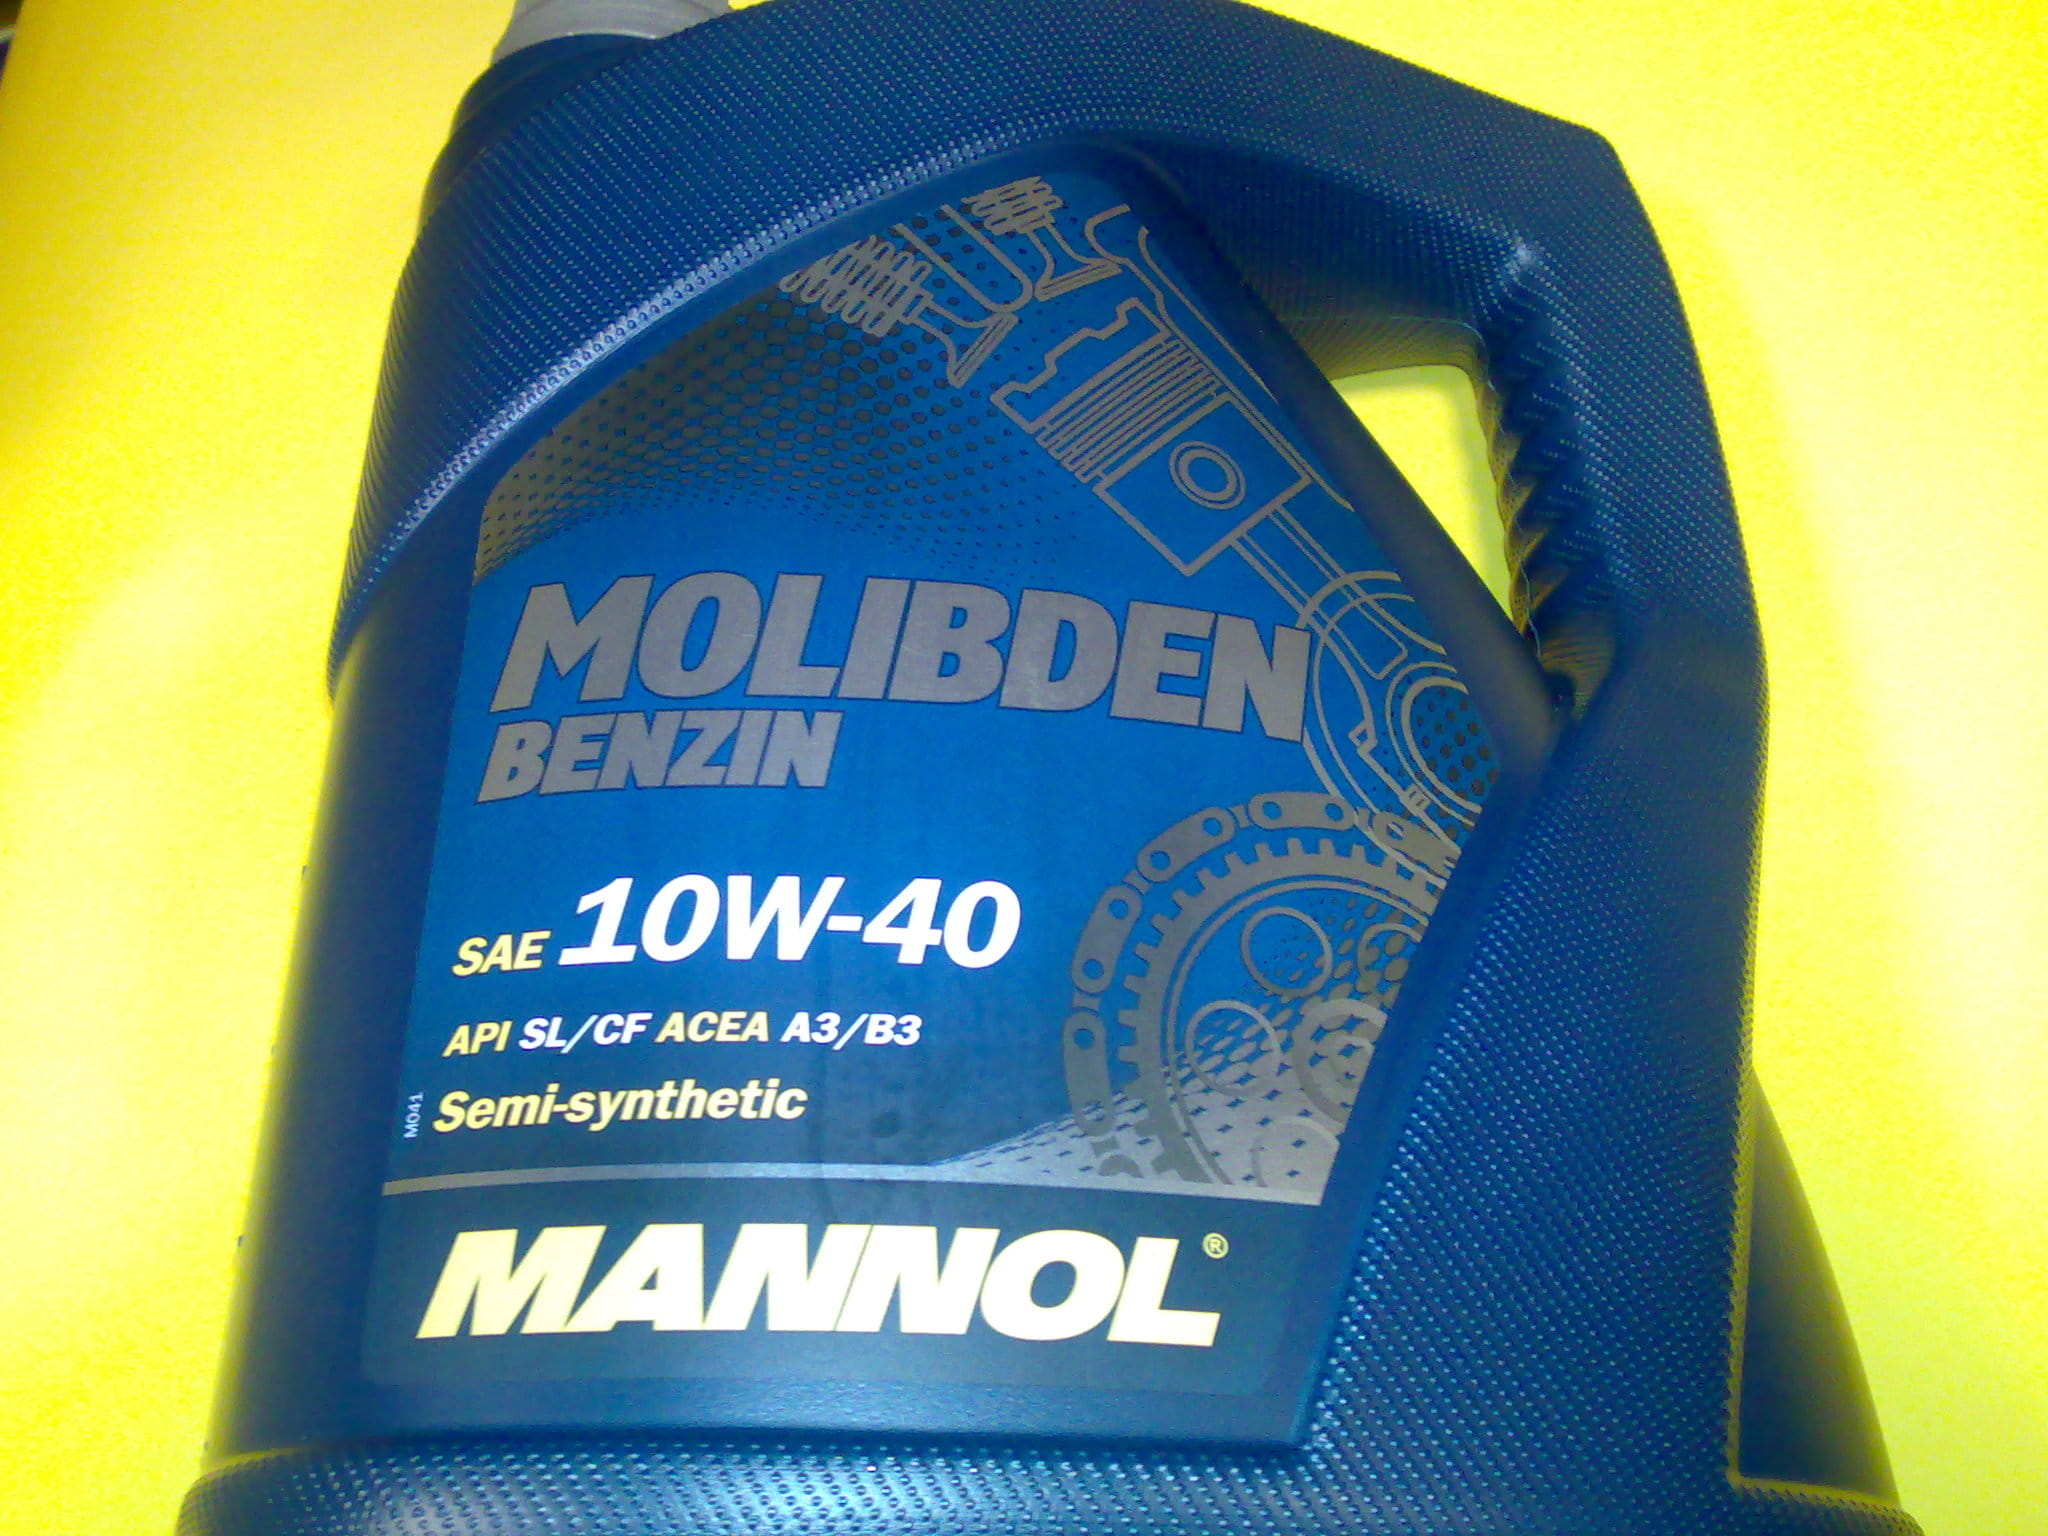 MOLIBDEN
BENZIN
SAE 10W-40
API SL/CF ACEA A3/B3
Semi-synthetic
M041
MANNOL®